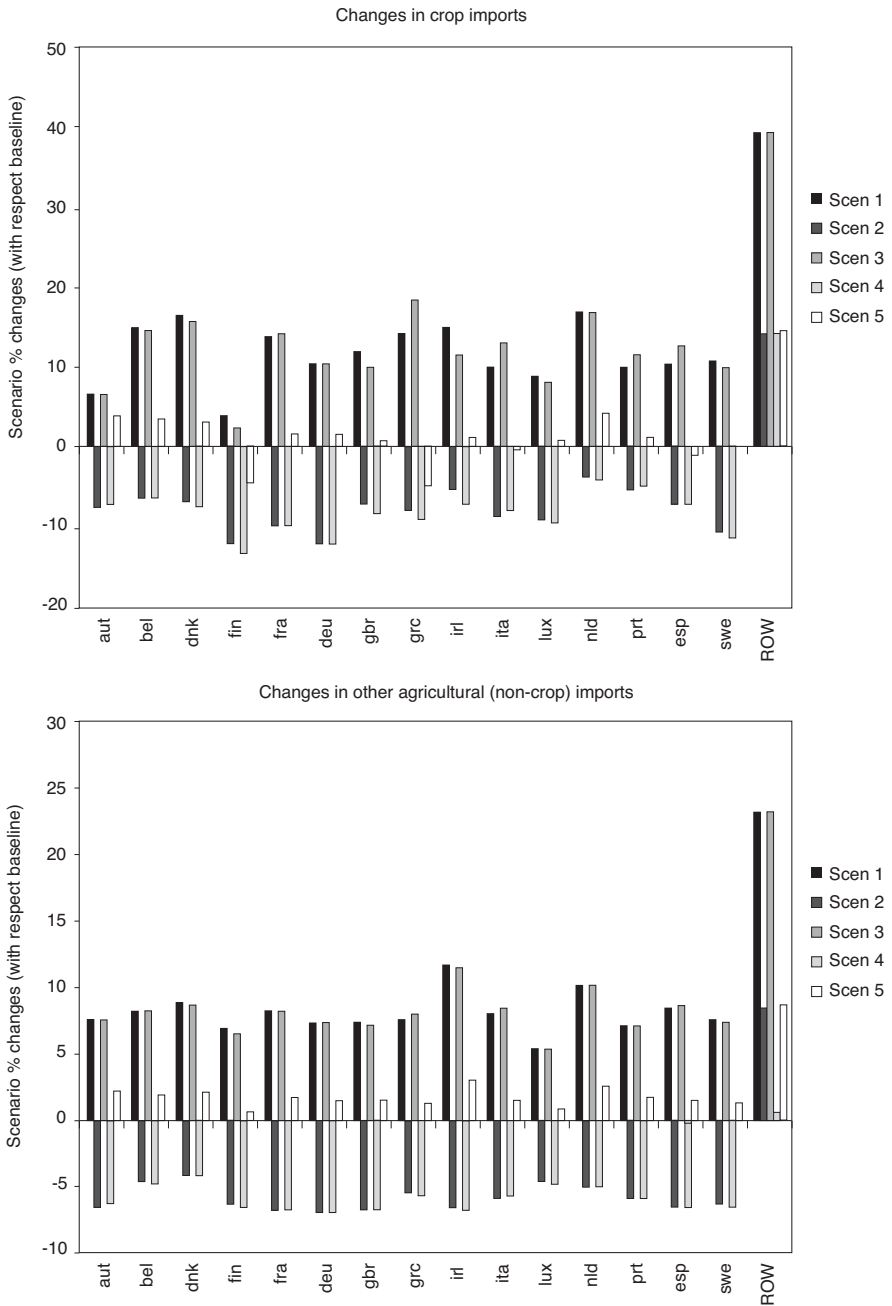 Changes in crop imports
Scenario % changes (with respect baseline)
50
40
30
20
10
0
-10
-20
aut bel dnk fin fra deu gbr grc irl ita lux nld prt esp swe ROW
Scen 1
Scen 2
Scen 3
Scen 4
Scen 5
Changes in other agricultural (non-crop) imports
Scenario % changes (with respect baseline)
30
25
20
15
10
5
0
-5
-10
aut bel dnk fin fra deu gbr grc irl ita lux nld prt esp swe ROW
Scen 1
Scen 2
Scen 3
Scen 4
Scen 5